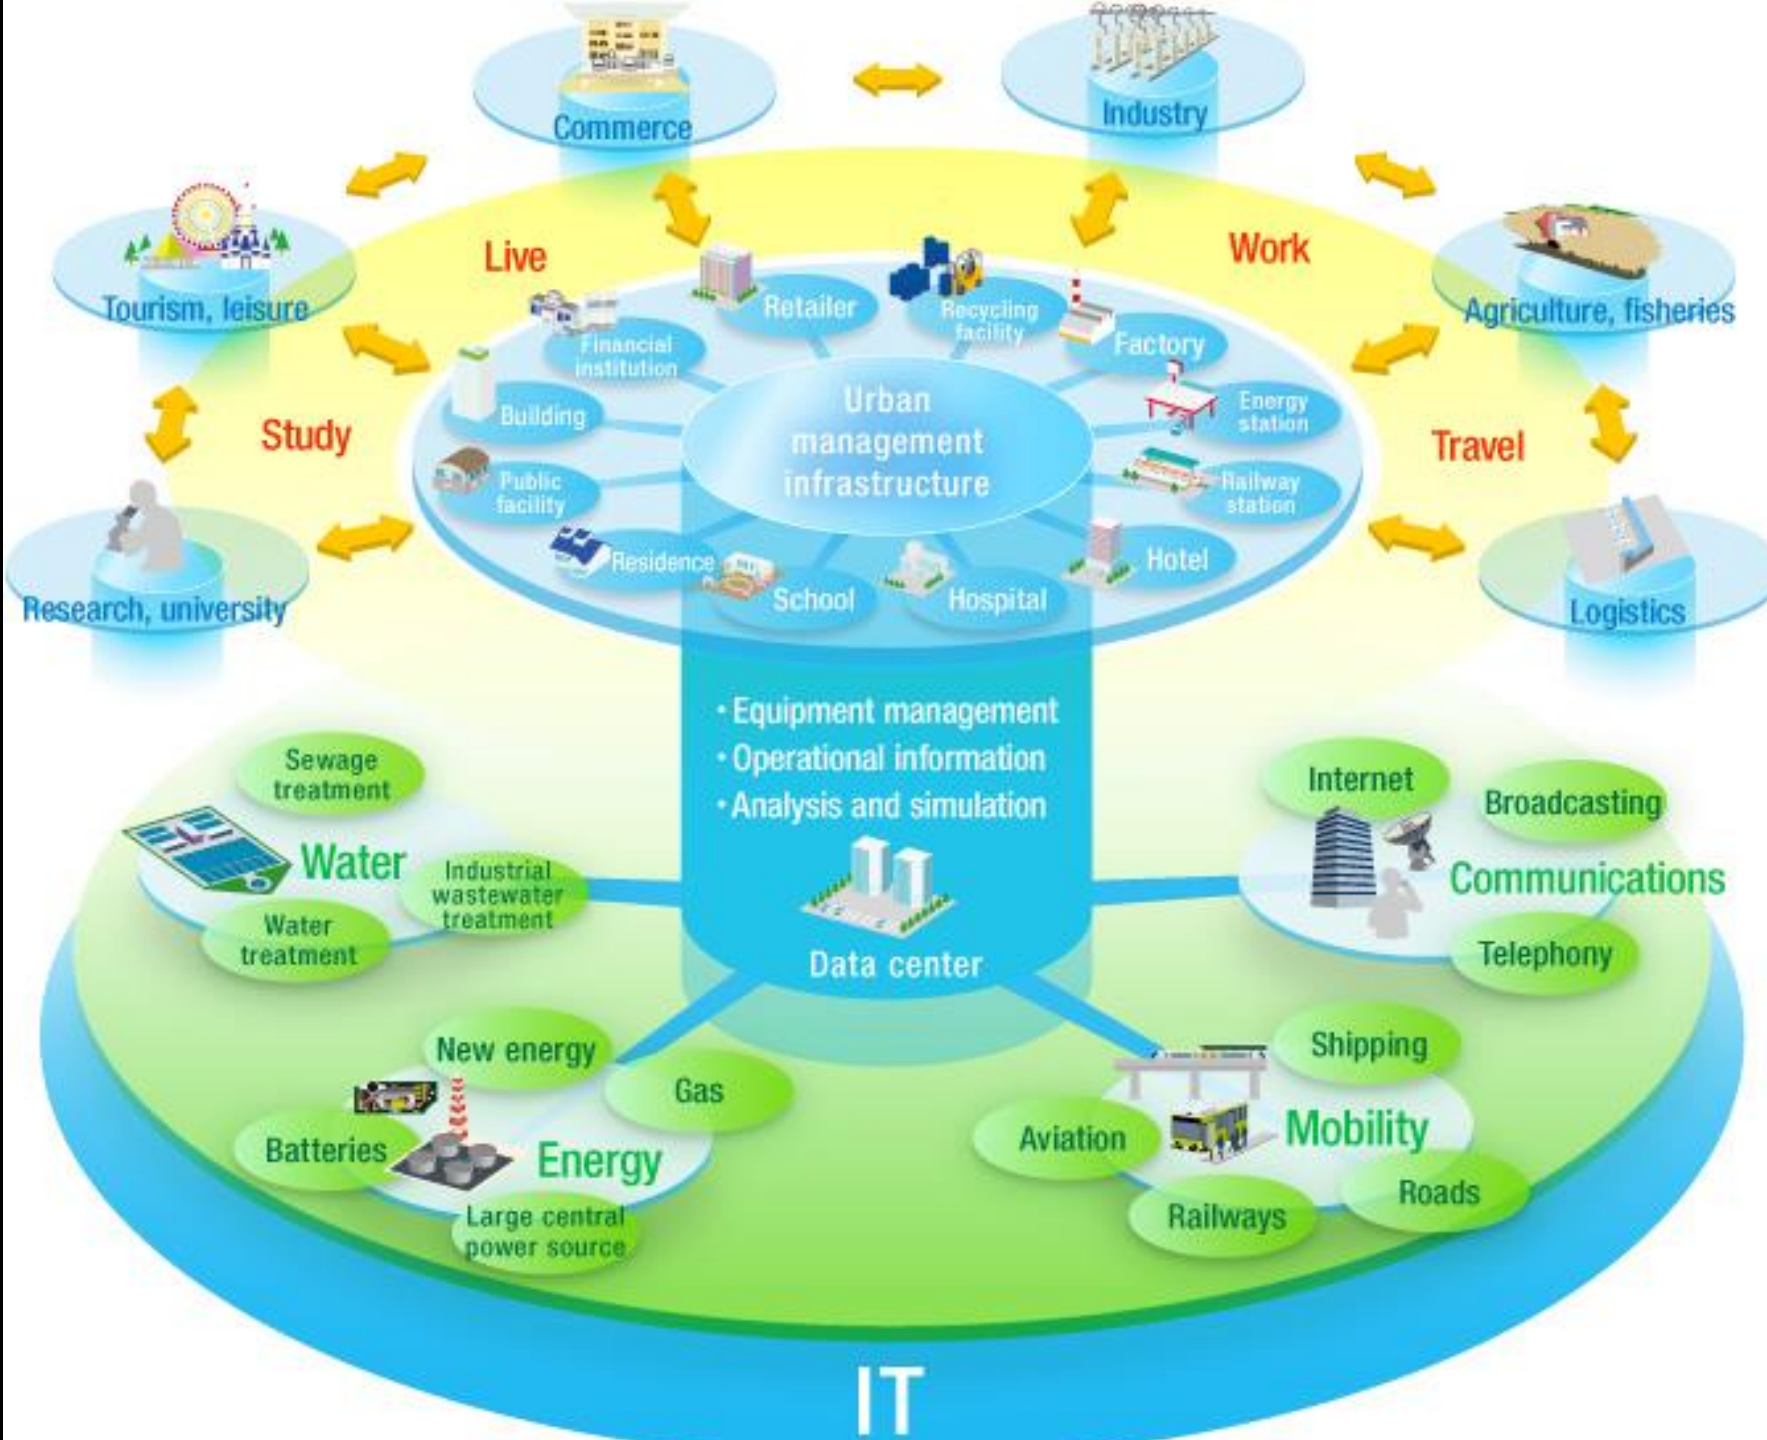 Commerce
Industry
Tourism, leisure
Live
Work
Agriculture, fisheries
Retailer
Recycling
facility
Financial
institution
Factory
Building
Urban
management
infrastructure
Energy
station
Study
Travel
Public
facility
Railway
station
Residence
School
Hospital
Hotel
Research, university
Logistics
• Equipment management
• Operational information
• Analysis and simulation
Data center
Sewage
treatment
Water
Industrial
wastewater
treatment
Water
treatment
Internet
Broadcasting
Communications
Telephony
New energy
Gas
Batteries
Energy
Large central
power source
Shipping
Aviation
Mobility
Railways
Roads
IT